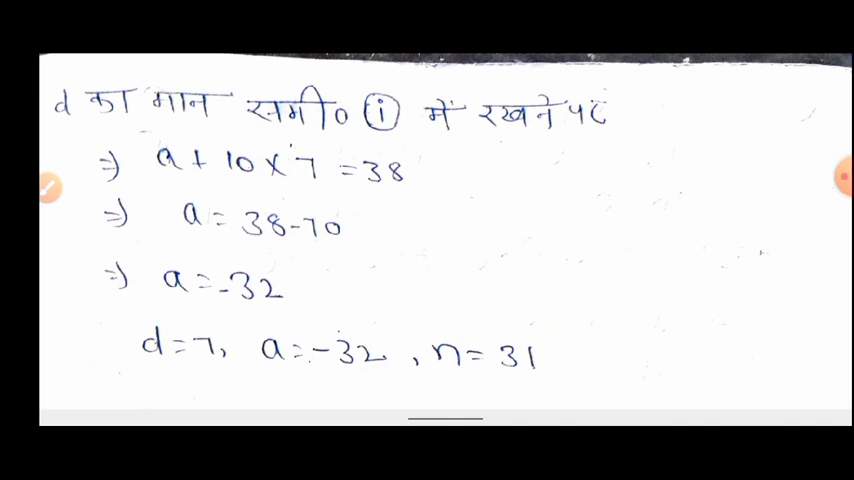 d का मान समी० (i) में रखने पर
=> a + 10 × 7 = 38
=> a = 38 - 70
=> a = -32
d = 7, a = -32, n = 31